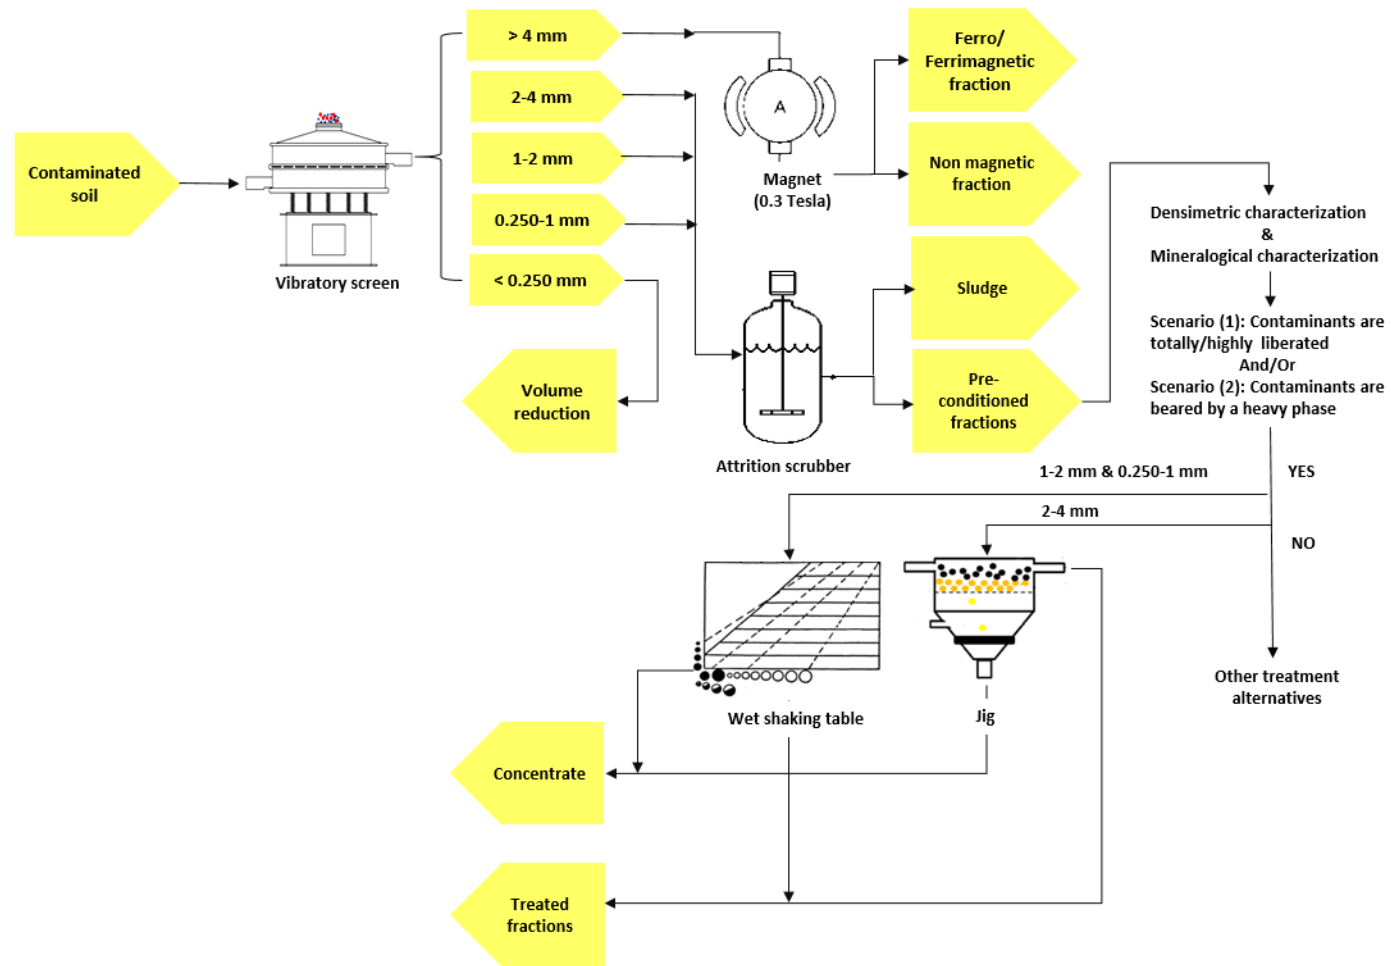 Contaminated
soil
Vibratory screen
> 4 mm
2-4 mm
1-2 mm
0.250-1 mm
< 0.250 mm
Volume
reduction
A
Magnet
(0.3 Tesla)
Ferro/
Ferrimagnetic
fraction
Non magnetic
fraction
Attrition scrubber
Sludge
Pre-
conditioned
fractions
Densimetric characterization
&
Mineralogical characterization
Scenario (1): Contaminants are
totally/highly liberated
And/Or
Scenario (2): Contaminants are
beared by a heavy phase
1-2 mm & 0.250-1 mm
YES
2-4 mm
NO
Other treatment
alternatives
Wet shaking table
Jig
Concentrate
Treated
fractions